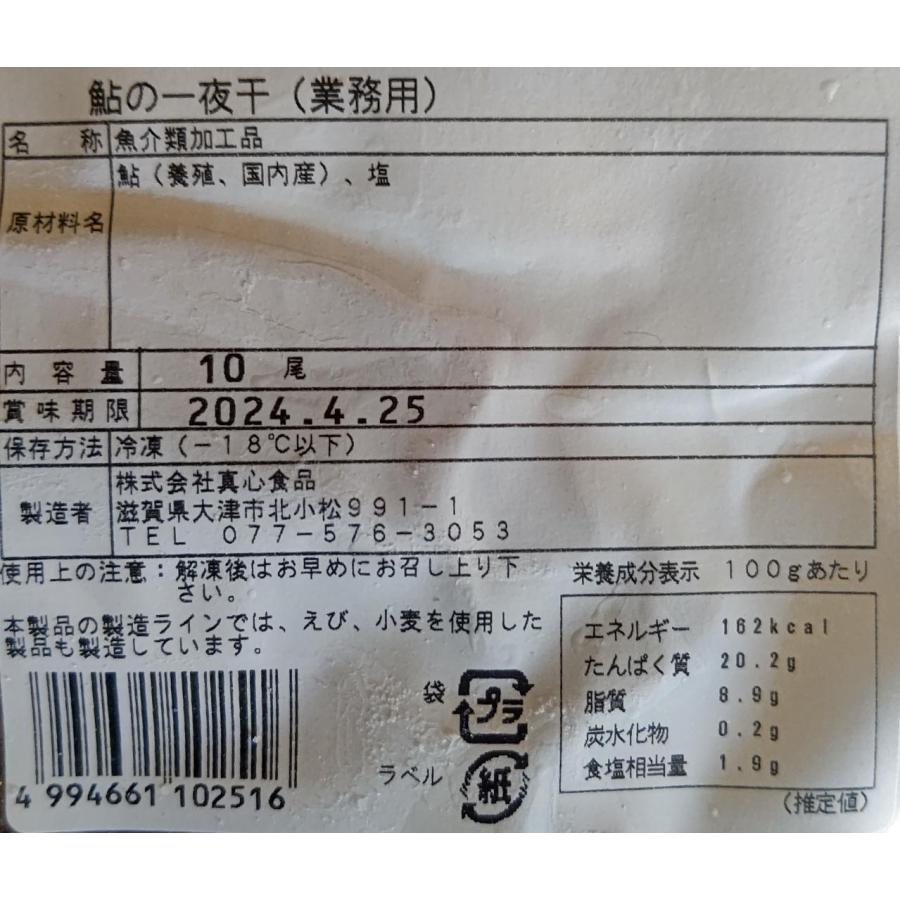 鮎の一夜干（業務用）
名称 魚介類加工品
原材料名 鮎（養殖、国内産）、塩
内容量 10 尾
賞味期限 2024.4.25
保存方法 冷凍（－１８℃以下）
製造者 株式会社真心食品
滋賀県大津市北小松９９１－１
ＴＥＬ ０７７－５７６－３０５３
使用上の注意：解凍後はお早めにお召し上り下
さい。
本製品の製造ラインでは、えび、小麦を使用した
製品も製造しています。
栄養成分表示 １００ｇあたり
エネルギー 162kcal
たんぱく質 20.2g
脂質 8.9g
炭水化物 0.2g
食塩相当量 1.9g
（推定値）
袋 プラ
ラベル 紙
4 994661 102516